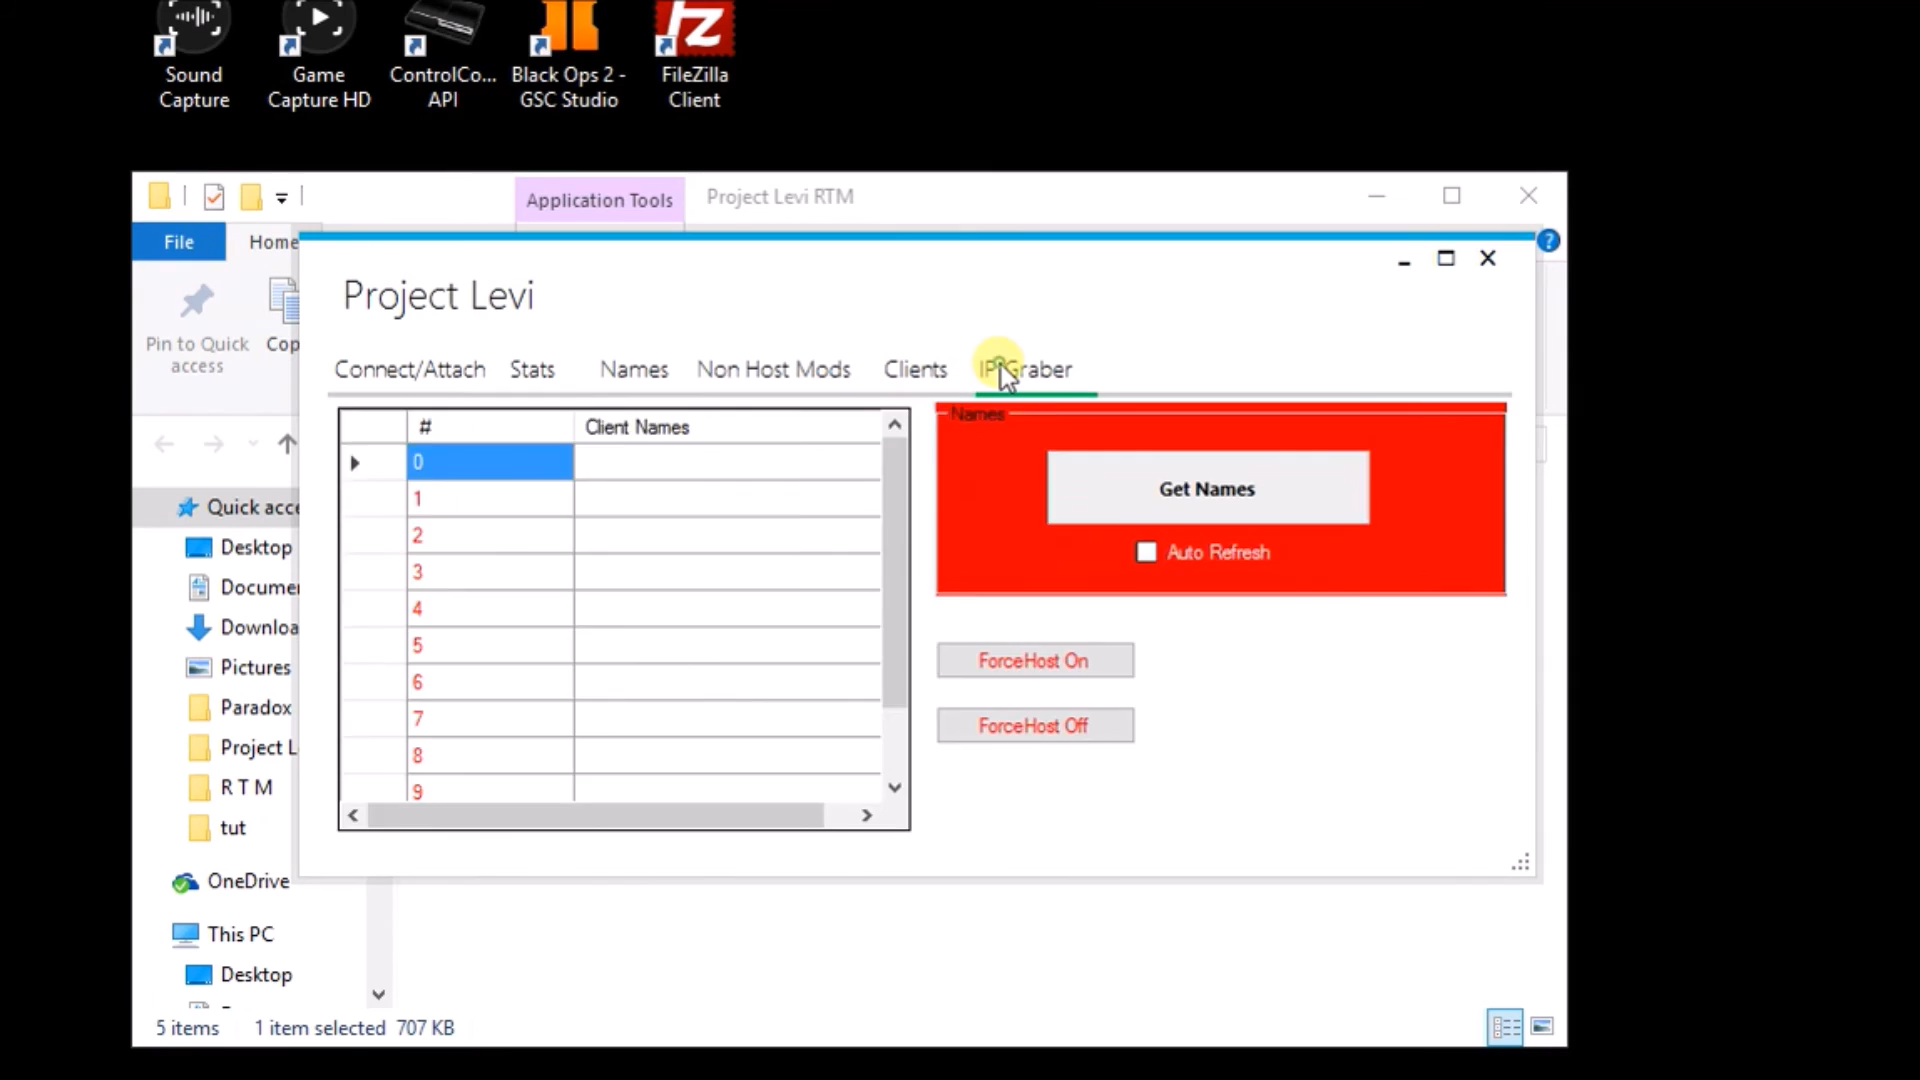 Sound
Capture
Game
Capture HD
ControlCo...
API
Black Ops 2 -
GSC Studio
FileZilla
Client
Application Tools
Project Levi RTM
File
Home
Project Levi
Pin to Quick
access
Cop
Connect/Attach
Stats
Names
Non Host Mods
Clients
IP Graber
#
Client Names
0
1
2
3
4
5
6
7
8
9
Names
Get Names
Auto Refresh
ForceHost On
ForceHost Off
Quick acce
Desktop
Documen
Downloa
Pictures
Paradox
Project L
R T M
tut
OneDrive
This PC
Desktop
5 items
1 item selected 707 KB